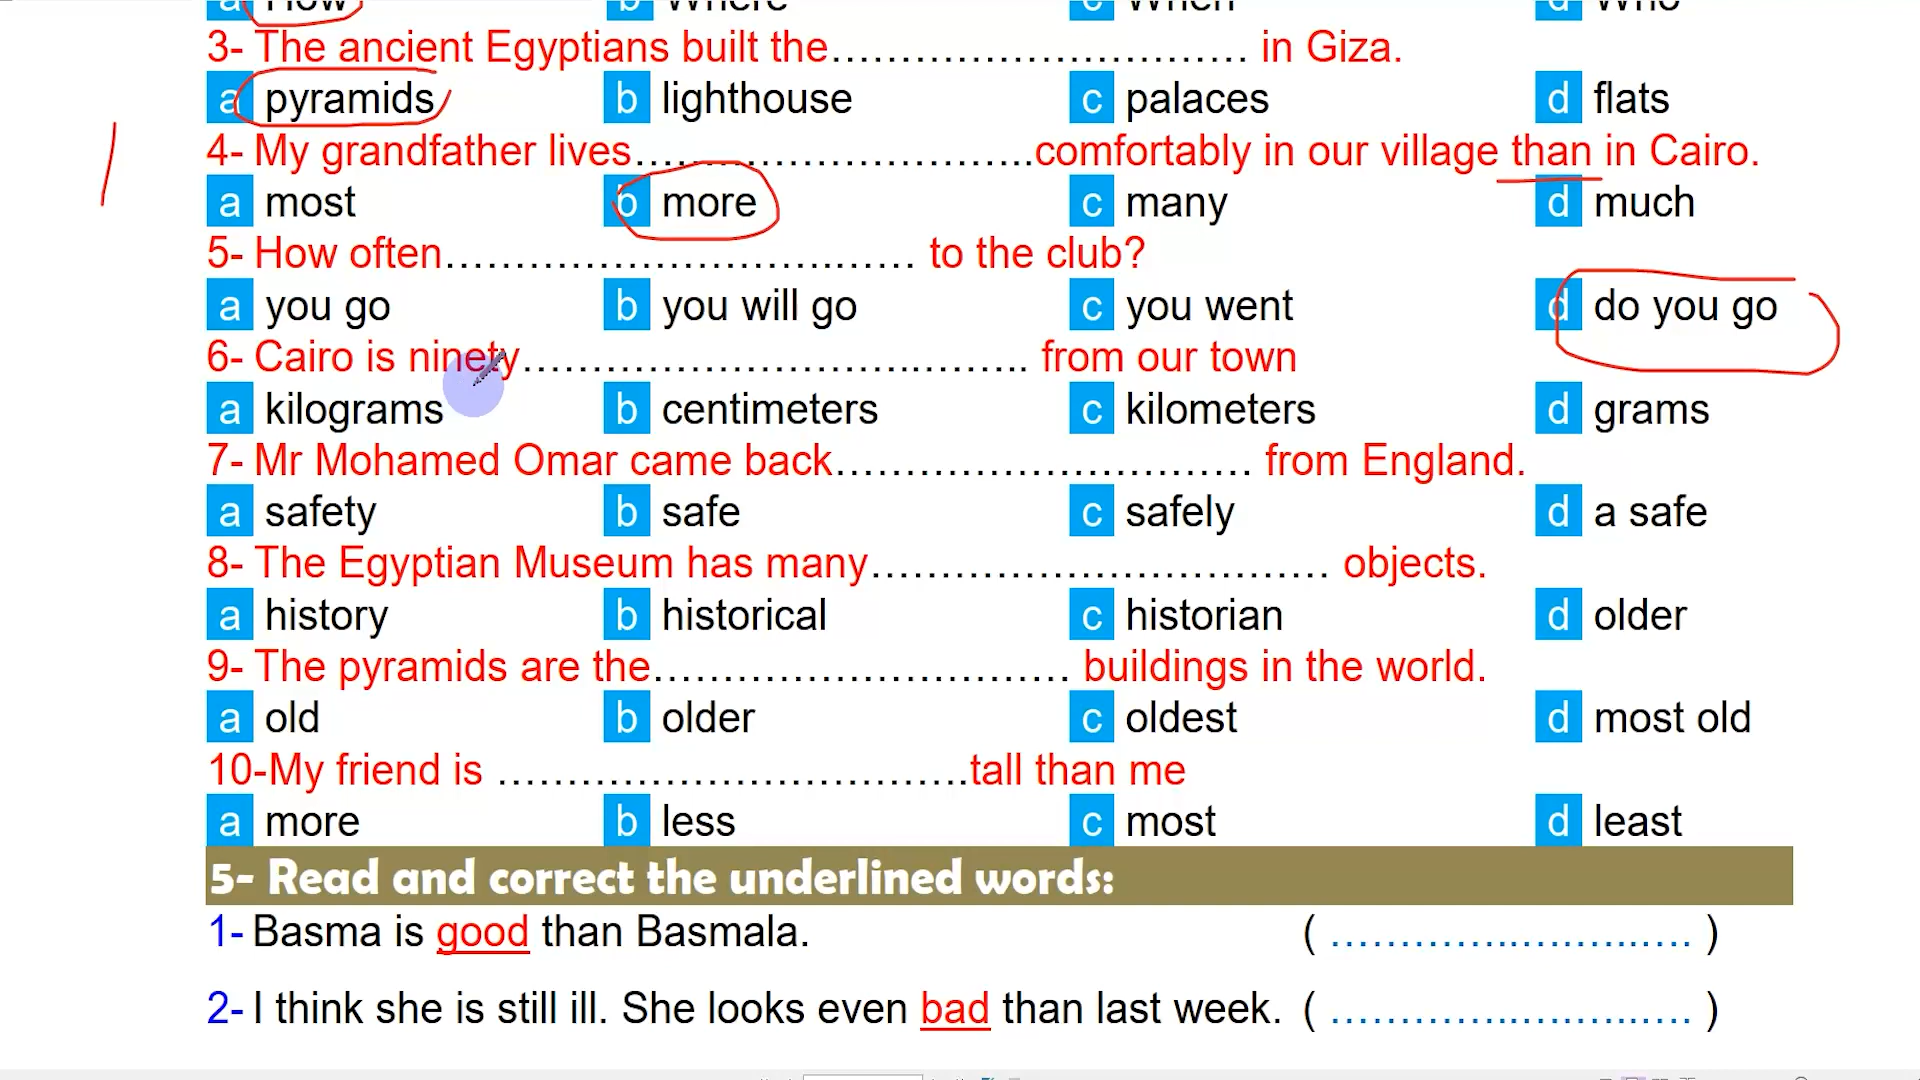 a How b Where c When d Who
3- The ancient Egyptians built the.............................. in Giza.
a pyramids b lighthouse c palaces d flats
4- My grandfather lives..............................comfortably in our village than in Cairo.
a most b more c many d much
5- How often.................................. to the club?
a you go b you will go c you went d do you go
6- Cairo is ninety.................................... from our town
a kilograms b centimeters c kilometers d grams
7- Mr Mohamed Omar came back.............................. from England.
a safety b safe c safely d a safe
8- The Egyptian Museum has many................................. objects.
a history b historical c historian d older
9- The pyramids are the.............................. buildings in the world.
a old b older c oldest d most old
10-My friend is ..................................tall than me
a more b less c most d least
5- Read and correct the underlined words:
1- Basma is good than Basmala. ( .............................. )
2- I think she is still ill. She looks even bad than last week. ( .............................. )